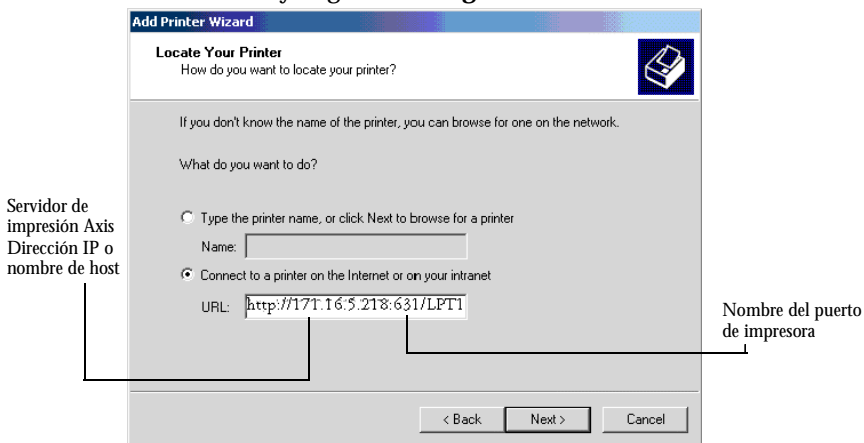 Add Printer Wizard
Locate Your Printer
How do you want to locate your printer?
If you don't know the name of the printer, you can browse for one on the network.
What do you want to do?
Servidor de
impresión Axis
Dirección IP o
nombre de host
Type the printer name, or click Next to browse for a printer
Name:
Connect to a printer on the Internet or on your intranet
URL: http://171.16.5.218:631/LPT1
Nombre del puerto
de impresora
< Back Next > Cancel